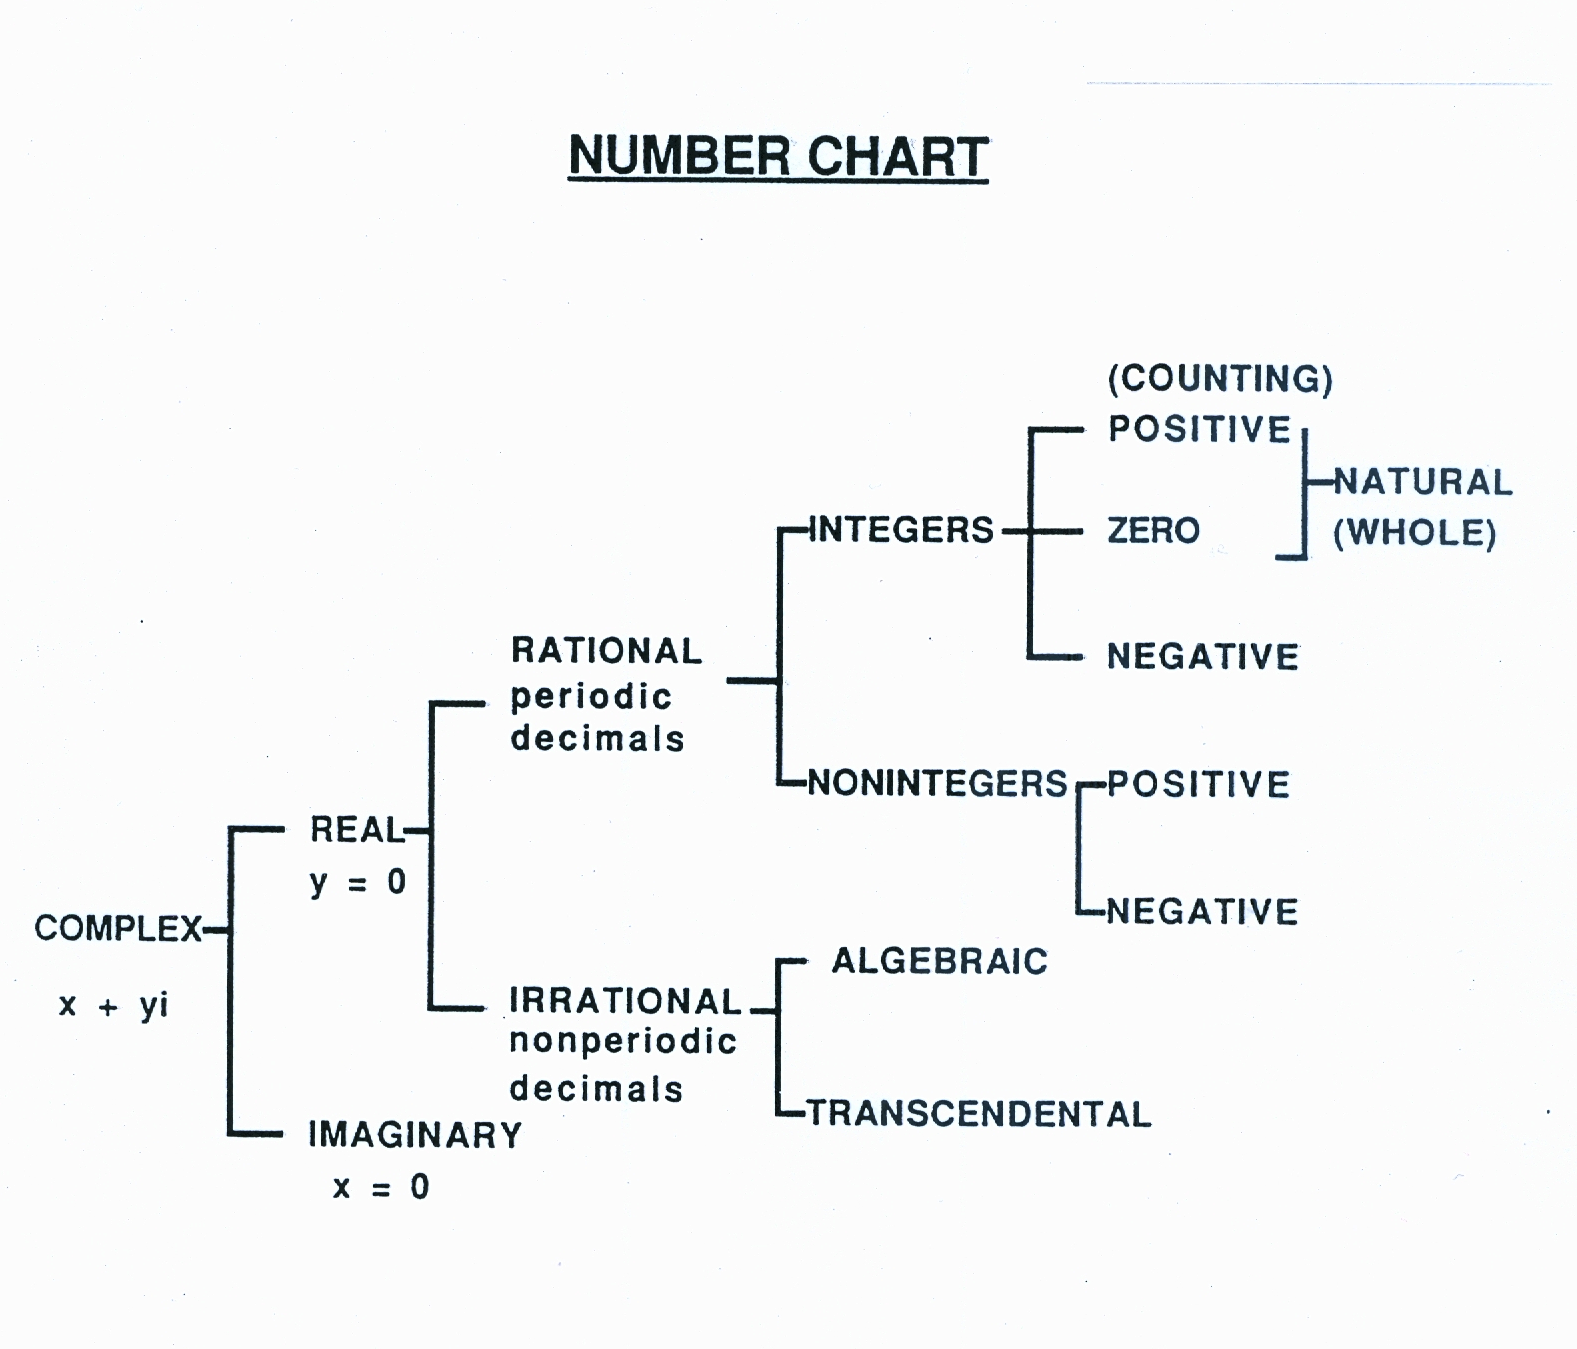 NUMBER CHART
(COUNTING)
POSITIVE
NATURAL
INTEGERS
ZERO
(WHOLE)
NEGATIVE
RATIONAL
periodic
decimals
NONINTEGERS
POSITIVE
NEGATIVE
REAL
y = 0
COMPLEX
x + yi
ALGEBRAIC
IRRATIONAL
nonperiodic
decimals
TRANSCENDENTAL
IMAGINARY
x = 0